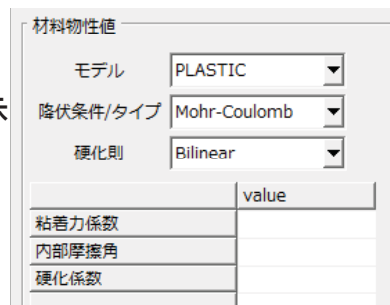 材料物性値
モデル PLASTIC
降伏条件/タイプ Mohr-Coulomb
硬化則 Bilinear
value
粘着力係数
内部摩擦角
硬化係数